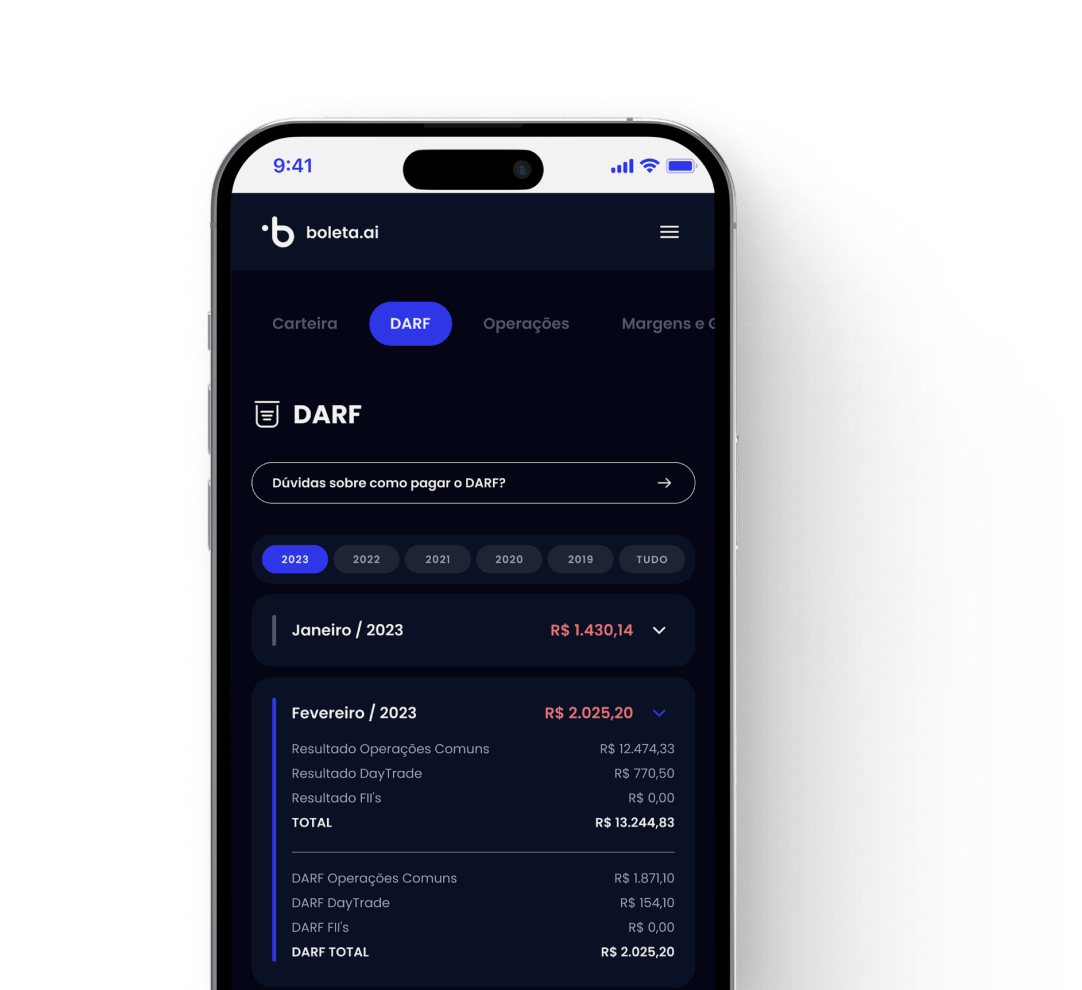 9:41
boleta.ai
Carteira DARF Operações Margens e
DARF
Dúvidas sobre como pagar o DARF?
2023 2022 2021 2020 2019 TUDO
Janeiro / 2023 R$ 1.430,14
Fevereiro / 2023 R$ 2.025,20
Resultado Operações Comuns R$ 12.474,33
Resultado DayTrade R$ 770,50
Resultado FII's R$ 0,00
TOTAL R$ 13.244,83
DARF Operações Comuns R$ 1.871,10
DARF DayTrade R$ 154,10
DARF FII's R$ 0,00
DARF TOTAL R$ 2.025,20